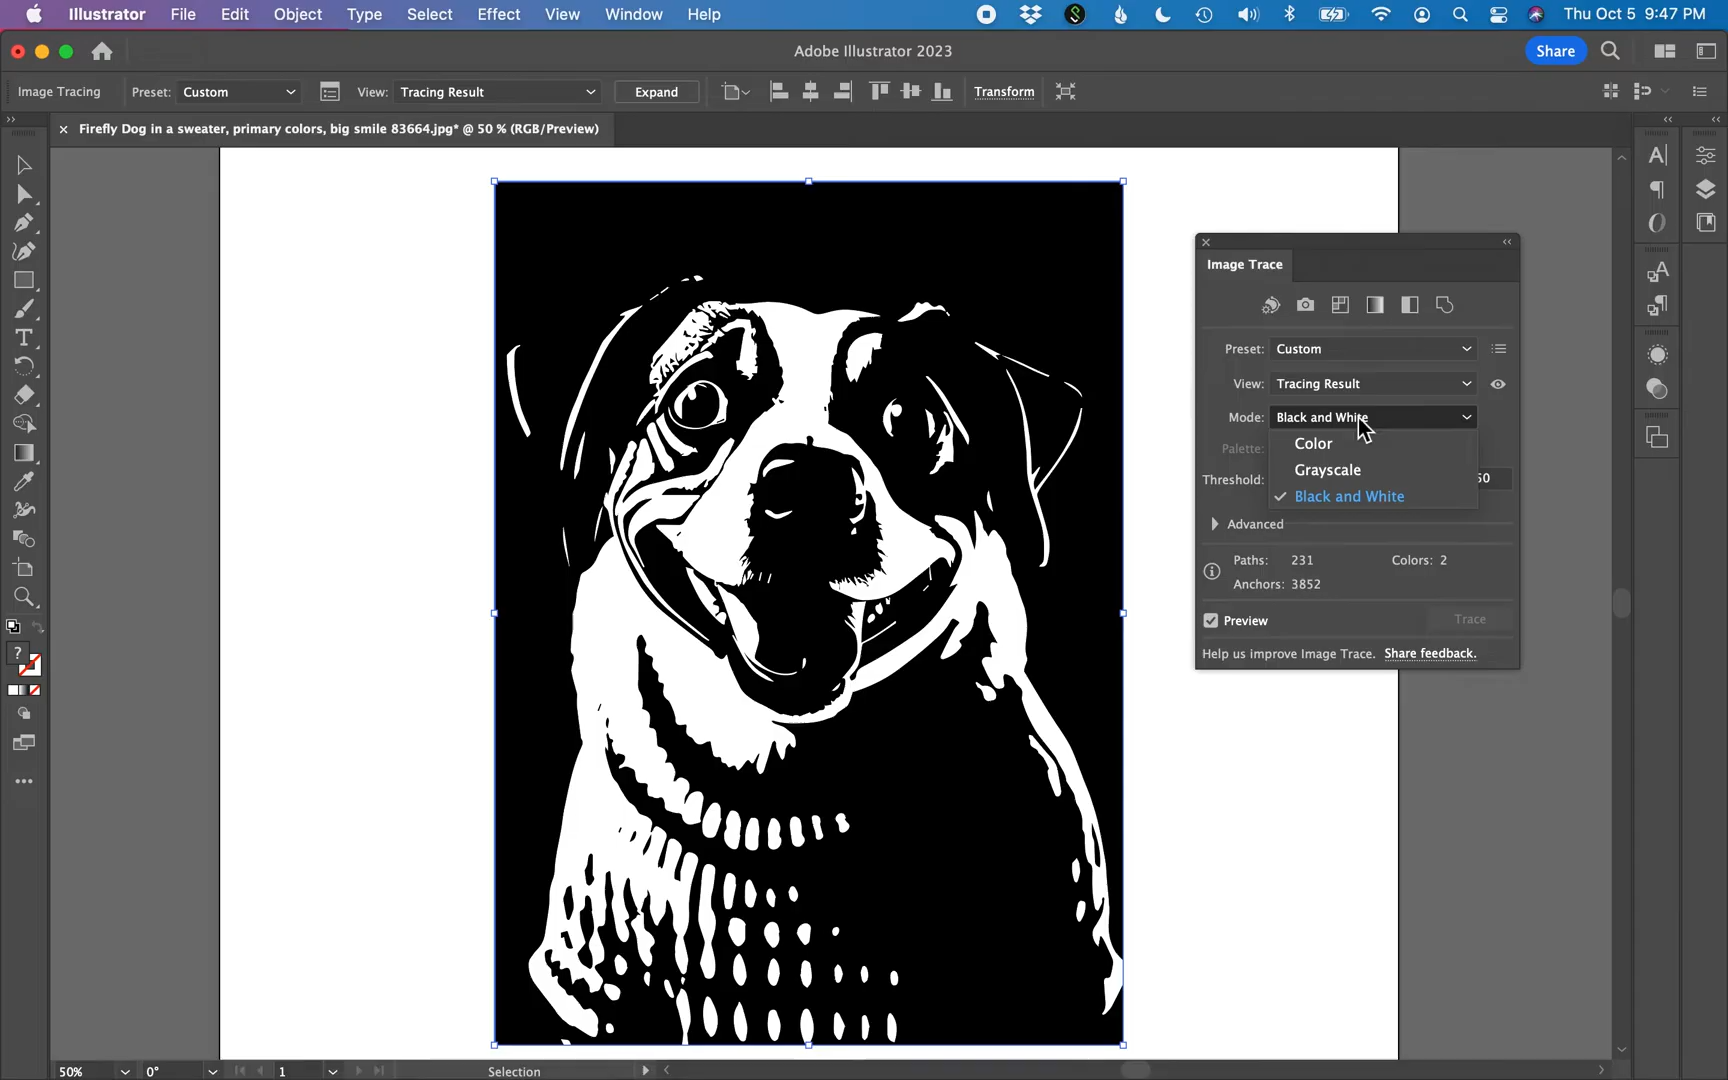 Illustrator File Edit Object Type Select Effect View Window Help Thu Oct 5 9:47 PM
Adobe Illustrator 2023 Share
Image Tracing Preset: Custom View: Tracing Result Expand Transform
Firefly Dog in a sweater, primary colors, big smile 83664.jpg* @ 50 % (RGB/Preview)
Image Trace
Preset: Custom
View: Tracing Result
Mode: Black and White
Color
Palette:
Grayscale
Threshold:
Black and White
Advanced
Paths: 231 Colors: 2
Anchors: 3852
Preview Trace
Help us improve Image Trace. Share feedback.
50% 0° 1 Selection